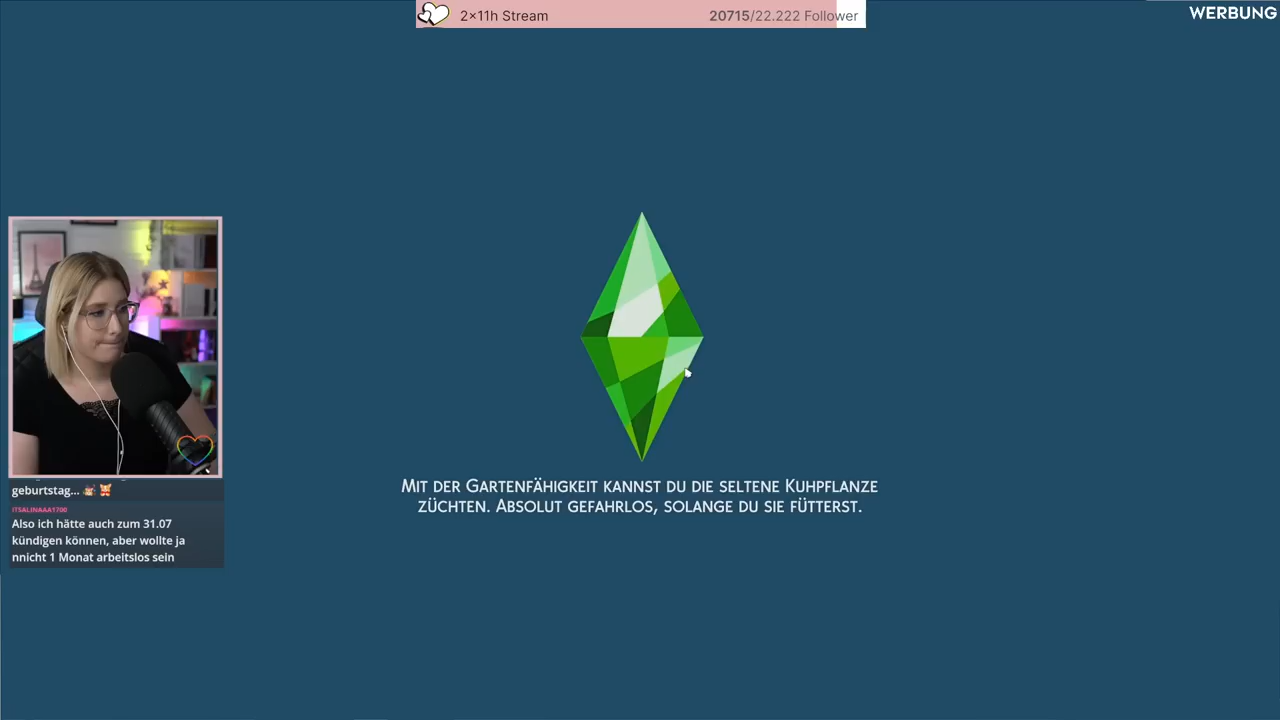 2×11h Stream
20715/22.222 Follower
WERBUNG
geburtstag...
ITSALINAAA1700
Also ich hätte auch zum 31.07
kündigen können, aber wollte ja
nnicht 1 Monat arbeitslos sein
MIT DER GARTENFÄHIGKEIT KANNST DU DIE SELTENE KUHPFLANZE
ZÜCHTEN. ABSOLUT GEFAHRLOS, SOLANGE DU SIE FÜTTERST.